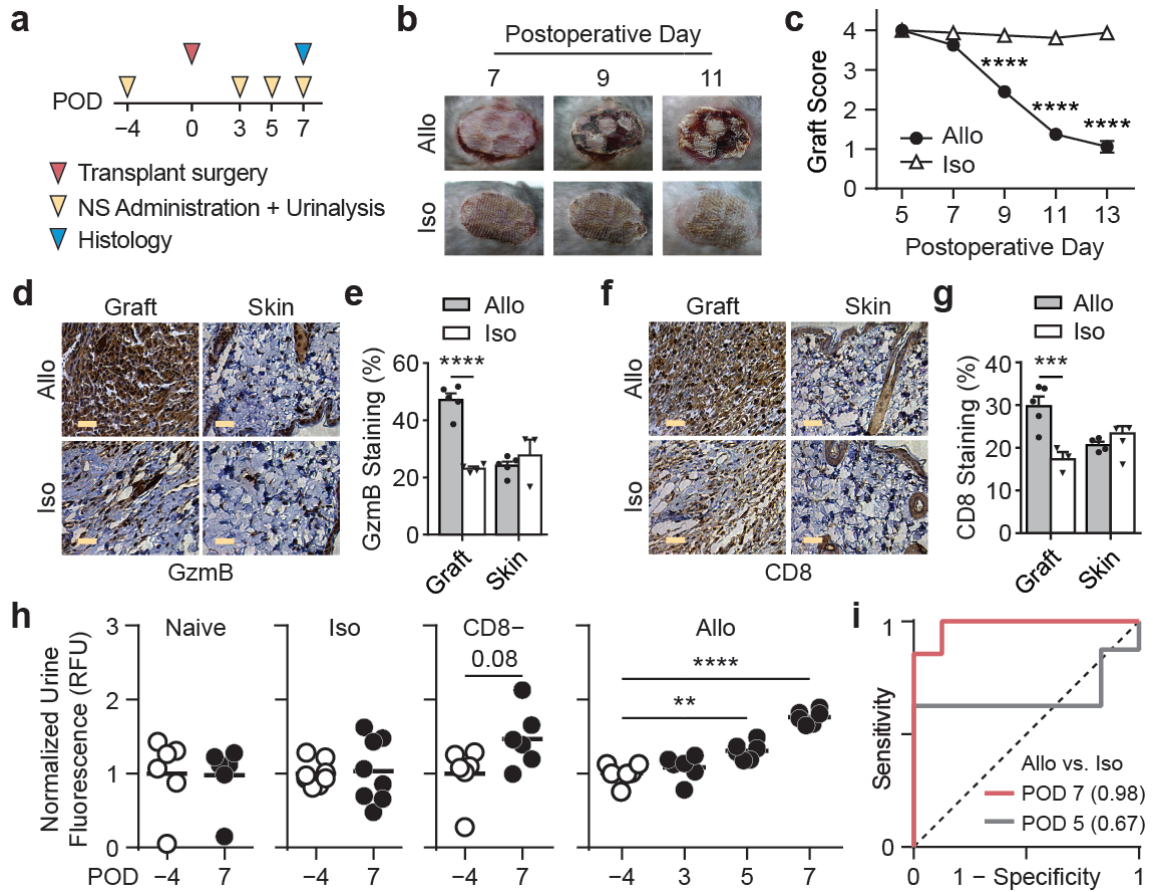 a
POD
−4 0 3 5 7
Transplant surgery
NS Administration + Urinalysis
Histology
b
Postoperative Day
7 9 11
Allo
Iso
c
Graft Score
4
3
2
1
0
****
****
****
Allo
Iso
5 7 9 11 13
Postoperative Day
d
Graft Skin
Allo
Iso
GzmB
e
Allo
Iso
GzmB Staining (%)
60
40
20
0
****
Graft Skin
f
Graft Skin
Allo
Iso
CD8
g
Allo
Iso
CD8 Staining (%)
40
30
20
10
0
***
Graft Skin
h
Normalized Urine
Fluorescence (RFU)
3
2
1
0
Naive
Iso
CD8−
0.08
Allo
****
**
POD −4 7 −4 7 −4 7 −4 3 5 7
i
Sensitivity
1
0
Allo vs. Iso
POD 7 (0.98)
POD 5 (0.67)
0 1 − Specificity 1